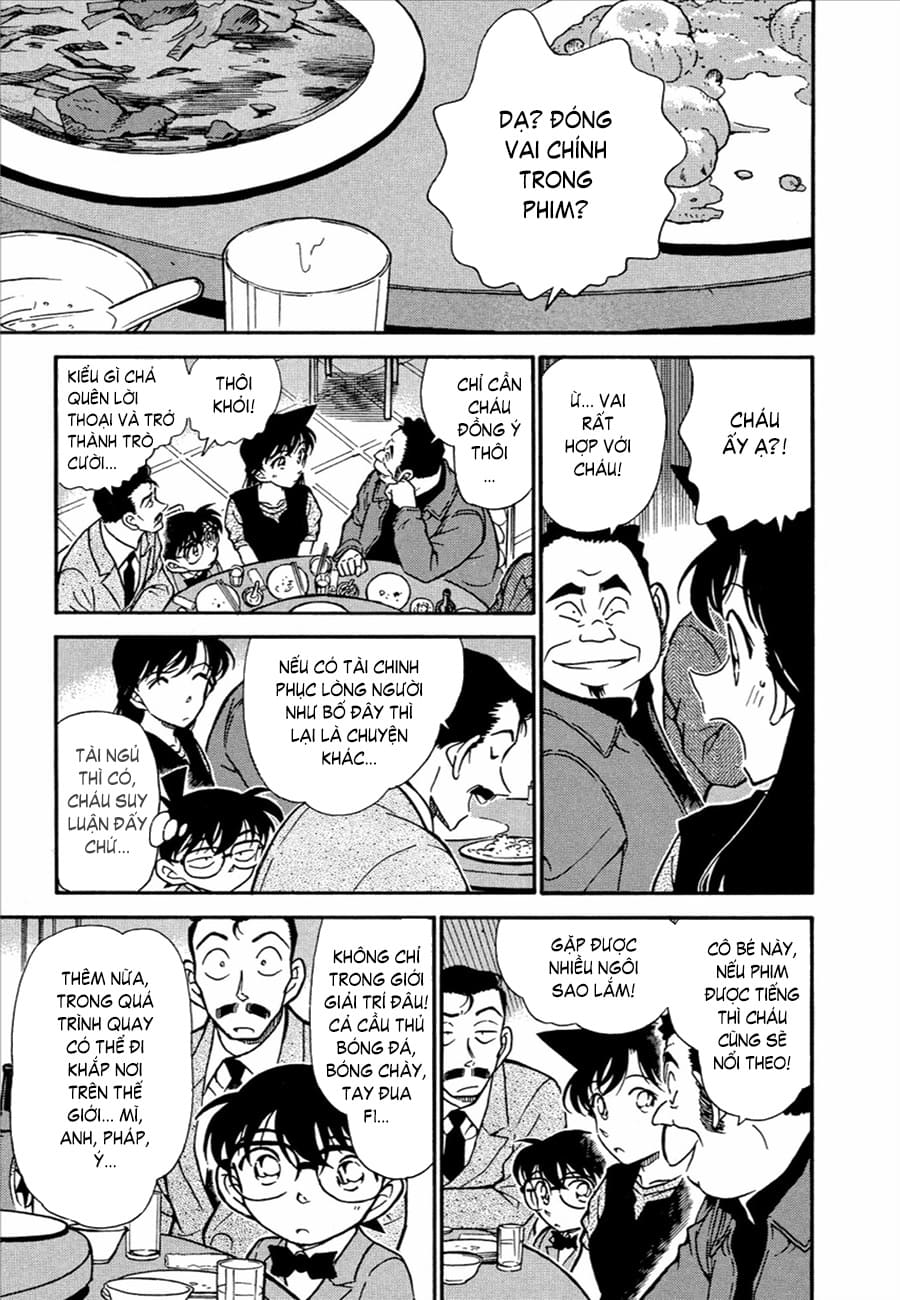 DẠ? ĐÓNG
VAI CHÍNH
TRONG
PHIM?
CHÁU
ẤY Ạ?!
Ừ... VAI
RẤT
HỢP VỚI
CHÁU!
CHỈ CẦN
CHÁU
ĐỒNG Ý
THÔI
...
THÔI
KHỎI!
KIỂU GÌ CHẢ
QUÊN LỜI
THOẠI VÀ TRỞ
THÀNH TRÒ
CƯỜI...
NẾU CÓ TÀI CHINH
PHỤC LÒNG NGƯỜI
NHƯ BỐ ĐÂY THÌ
LẠI LÀ CHUYỆN
KHÁC...
TÀI NGỦ
THÌ CÓ,
CHÁU SUY
LUẬN ĐẤY
CHỨ...
CÔ BÉ NÀY,
NẾU PHIM
ĐƯỢC TIẾNG
THÌ CHÁU
CŨNG SẼ
NỔI THEO!
GẶP ĐƯỢC
NHIỀU NGÔI
SAO LẮM!
KHÔNG CHỈ
TRONG GIỚI
GIẢI TRÍ ĐÂU!
CẢ CẦU THỦ
BÓNG ĐÁ,
BÓNG CHÀY,
TAY ĐUA
F1...
THÊM NỮA,
TRONG QUÁ
TRÌNH QUAY
CÓ THỂ ĐI
KHẮP NƠI
TRÊN THẾ
GIỚI... MĨ,
ANH, PHÁP,
Ý...